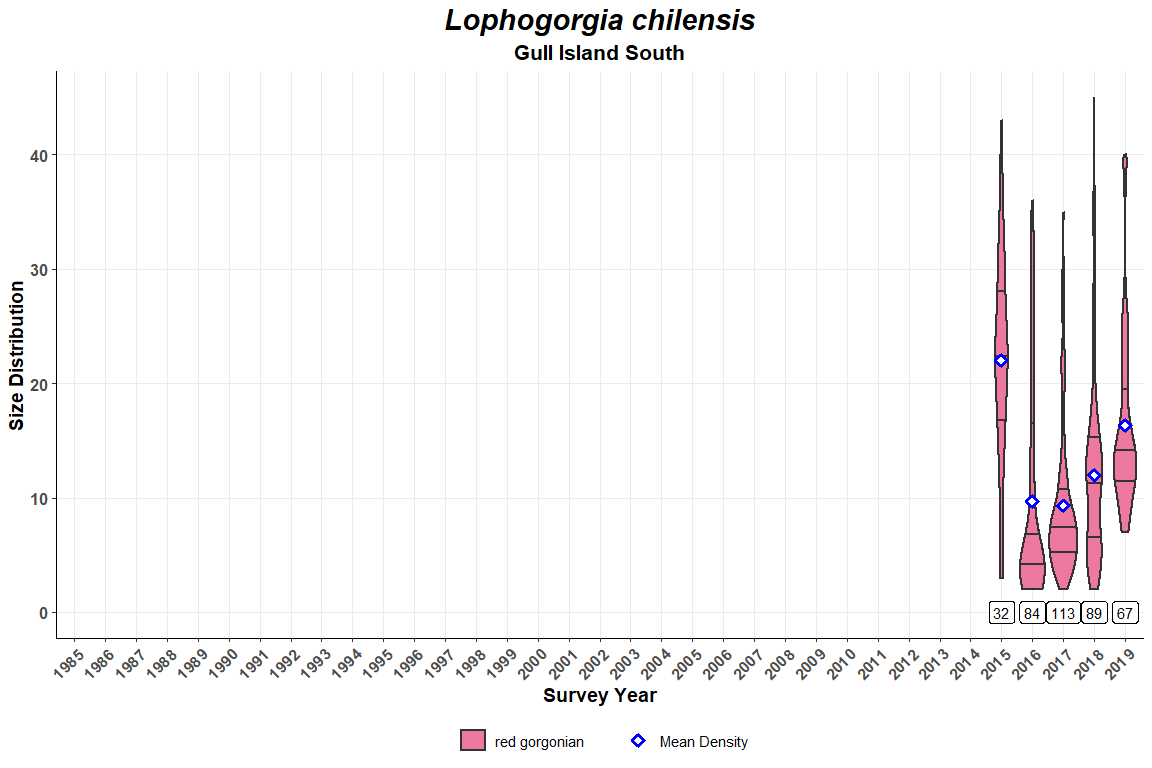 Lophogorgia chilensis
Gull Island South
Size Distribution
40
30
20
10
0
32 84 113 89 67
1985 1986 1987 1988 1989 1990 1991 1992 1993 1994 1995 1996 1997 1998 1999 2000 2001 2002 2003 2004 2005 2006 2007 2008 2009 2010 2011 2012 2013 2014 2015 2016 2017 2018 2019
Survey Year
red gorgonian Mean Density